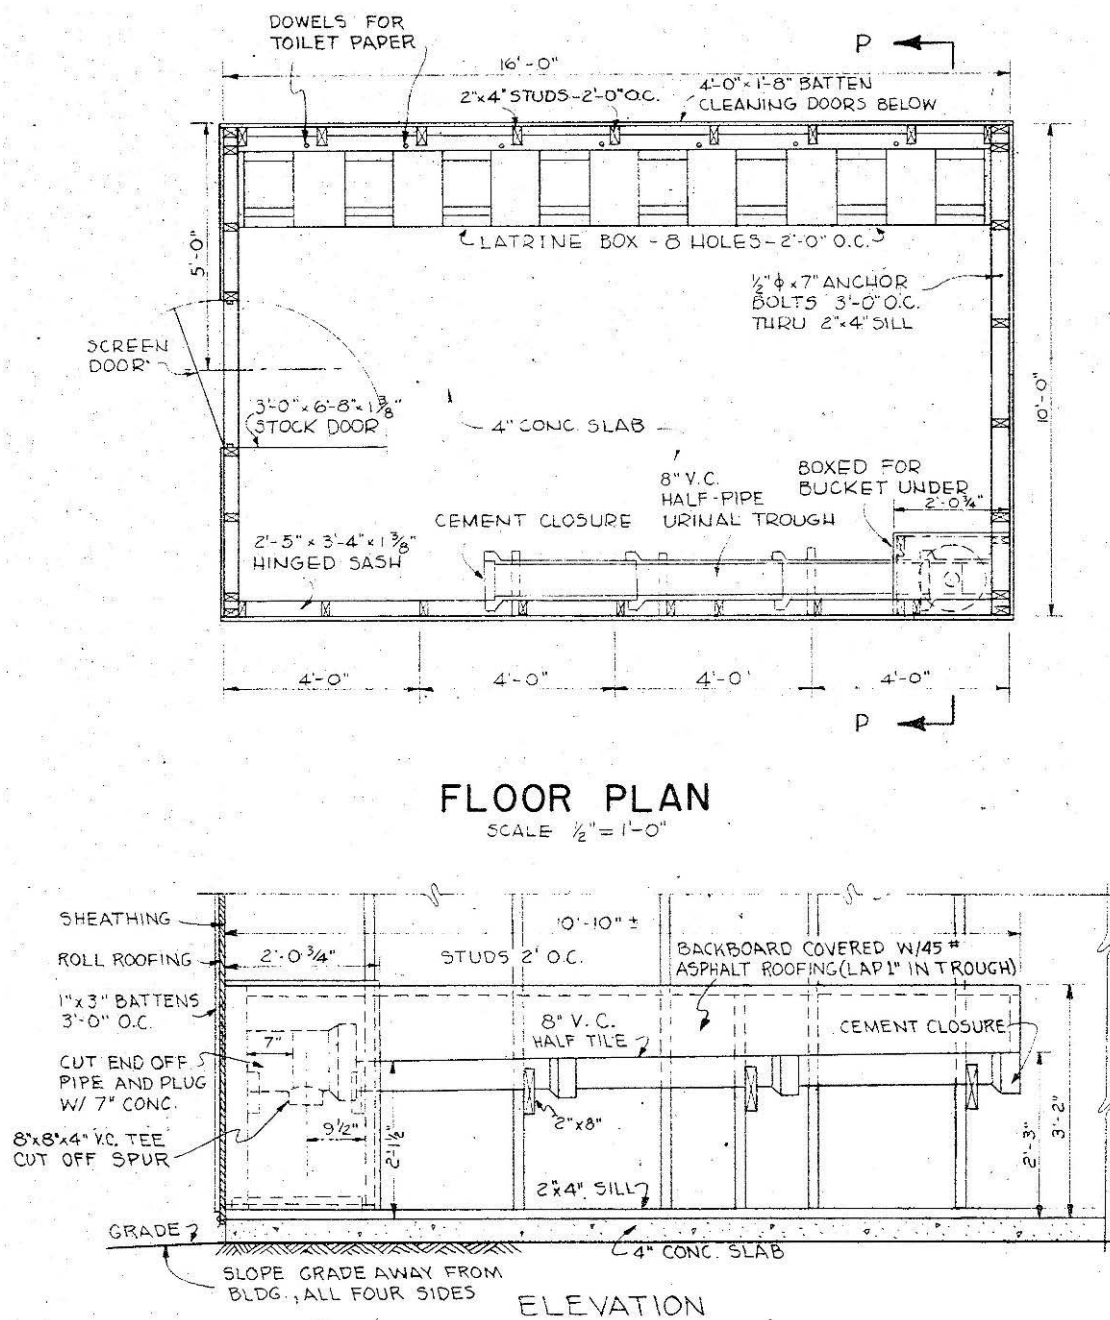 DOWELS FOR
TOILET PAPER
P
16'-0"
2"x4" STUDS-2'-0" O.C.
4'-0" x 1'-8" BATTEN
CLEANING DOORS BELOW
LATRINE BOX - 8 HOLES - 2'-0" O.C.
5'-0"
½" ϕ x 7" ANCHOR
BOLTS 3'-0" O.C.
THRU 2"x4" SILL
SCREEN
DOOR
10'-0"
3'-0" x 6'-8" x 1 3/8"
STOCK DOOR
4" CONC. SLAB
8" V.C.
HALF-PIPE
URINAL TROUGH
BOXED FOR
BUCKET UNDER
2'-0¾"
CEMENT CLOSURE
2'-5" x 3'-4" x 1 3/8"
HINGED SASH
4'-0"
4'-0"
4'-0'
4'-0"
P
FLOOR PLAN
SCALE ½" = 1'-0"
SHEATHING
10'-10" ±
ROLL ROOFING
2'-0 3/4"
STUDS 2' O.C.
BACKBOARD COVERED W/45 #
ASPHALT ROOFING (LAP 1" IN TROUGH)
1"x3" BATTENS
3'-0" O.C.
8" V.C.
HALF TILE
CEMENT CLOSURE
7"
CUT END OFF
PIPE AND PLUG
W/ 7" CONC.
2"x8"
8"x8"x4" V.C. TEE
CUT OFF SPUR
9½"
2'-1½"
2'-3"
3'-2"
2"x4" SILL
GRADE
4" CONC. SLAB
SLOPE GRADE AWAY FROM
BLDG., ALL FOUR SIDES
ELEVATION